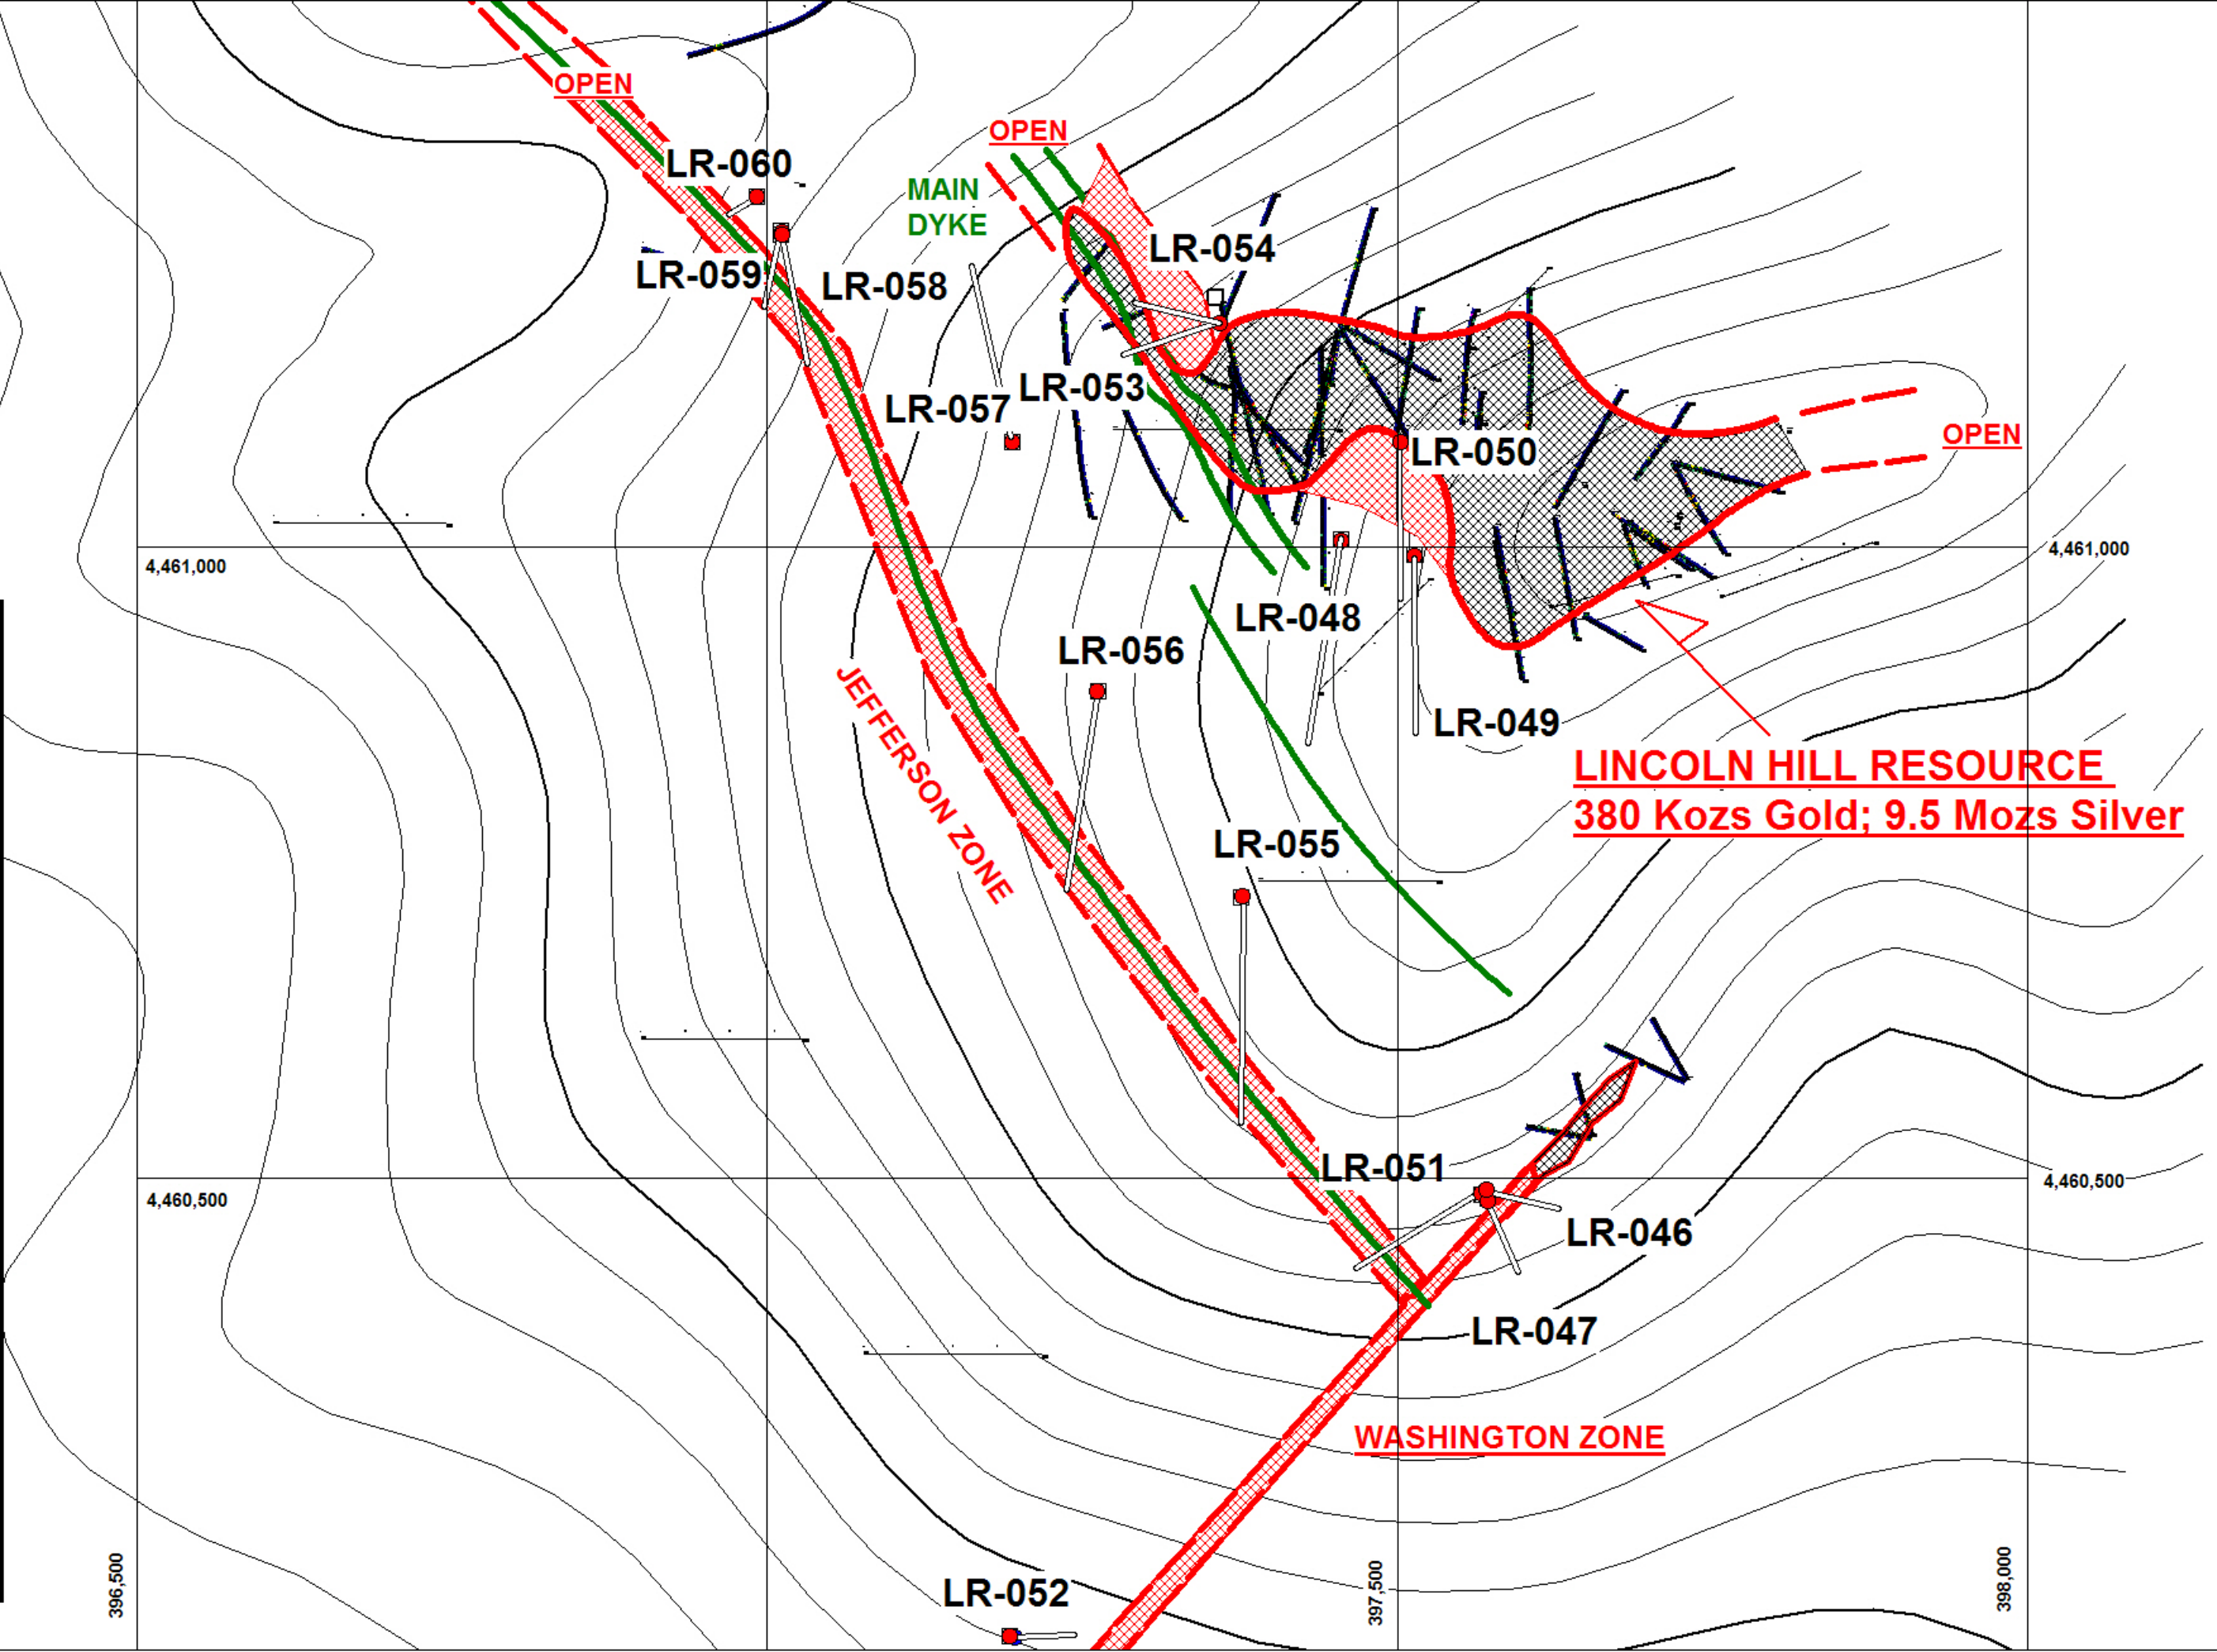 OPEN
OPEN
LR-060
MAIN
DYKE
LR-054
LR-059
LR-058
LR-053
LR-057
OPEN
LR-050
4,461,000
4,461,000
LR-048
LR-056
JEFFERSON ZONE
LR-049
LINCOLN HILL RESOURCE
380 Kozs Gold; 9.5 Mozs Silver
LR-055
LR-051
4,460,500
4,460,500
LR-046
LR-047
WASHINGTON ZONE
396,500
397,500
398,000
LR-052